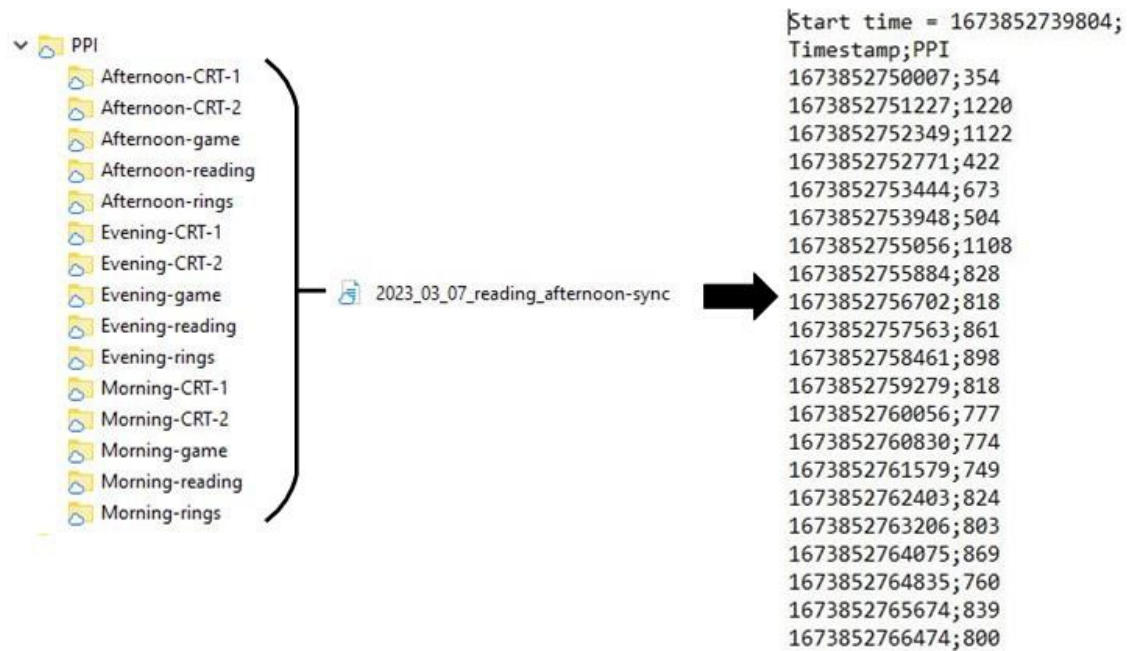 PPI
Afternoon-CRT-1
Afternoon-CRT-2
Afternoon-game
Afternoon-reading
Afternoon-rings
Evening-CRT-1
Evening-CRT-2
Evening-game
Evening-reading
Evening-rings
Morning-CRT-1
Morning-CRT-2
Morning-game
Morning-reading
Morning-rings
2023_03_07_reading_afternoon-sync
Start time = 1673852739804;
Timestamp;PPI
1673852750007;354
1673852751227;1220
1673852752349;1122
1673852752771;422
1673852753444;673
1673852753948;504
1673852755056;1108
1673852755884;828
1673852756702;818
1673852757563;861
1673852758461;898
1673852759279;818
1673852760056;777
1673852760830;774
1673852761579;749
1673852762403;824
1673852763206;803
1673852764075;869
1673852764835;760
1673852765674;839
1673852766474;800